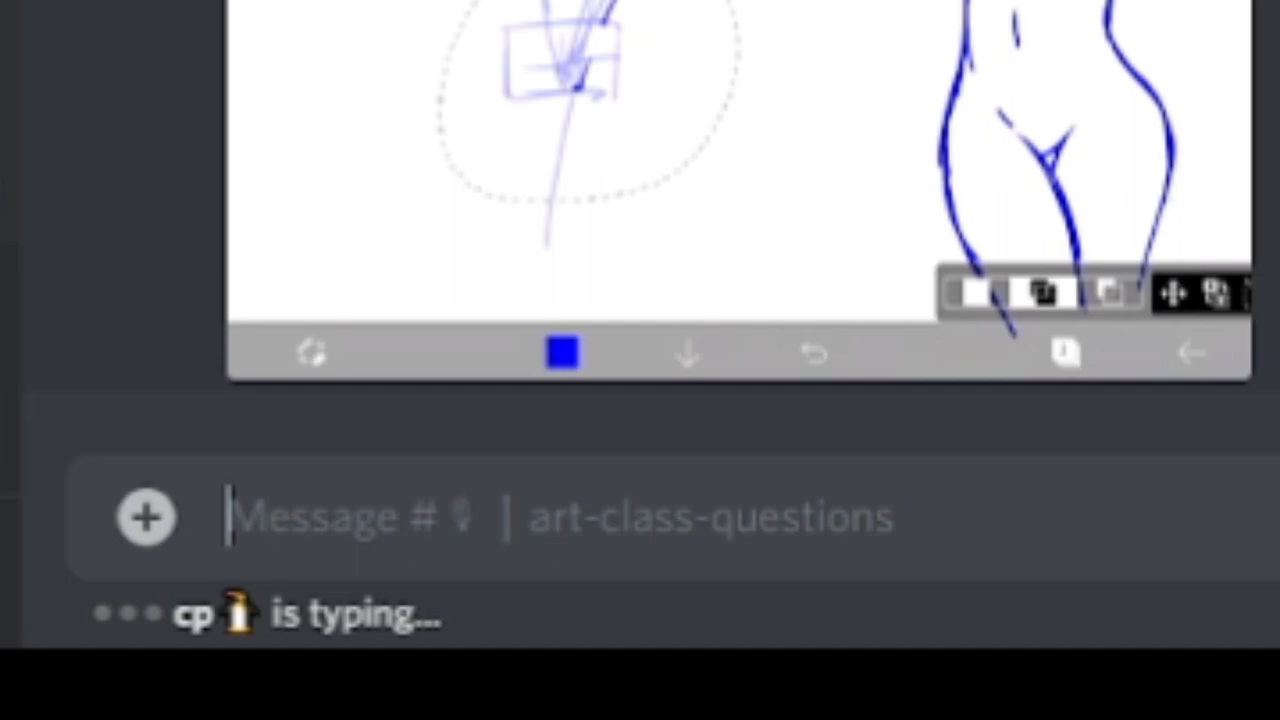 Message # 🎙 | art-class-questions
cp 🐧 is typing...